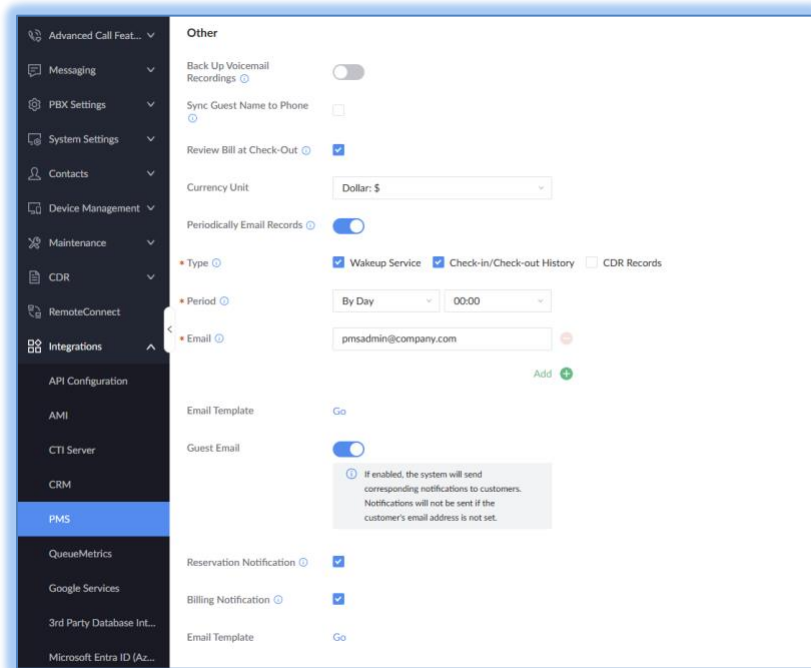 Advanced Call Feat...
Messaging
PBX Settings
System Settings
Contacts
Device Management
Maintenance
CDR
RemoteConnect
Integrations
API Configuration
AMI
CTI Server
CRM
PMS
QueueMetrics
Google Services
3rd Party Database Int...
Microsoft Entra ID (Az...
Other
Back Up Voicemail
Recordings
Sync Guest Name to Phone
Review Bill at Check-Out
Currency Unit
Dollar: $
Periodically Email Records
* Type
Wakeup Service Check-in/Check-out History CDR Records
* Period
By Day 00:00
* Email
pmsadmin@company.com
Add
Email Template
Go
Guest Email
If enabled, the system will send
corresponding notifications to customers.
Notifications will not be sent if the
customer's email address is not set.
Reservation Notification
Billing Notification
Email Template
Go